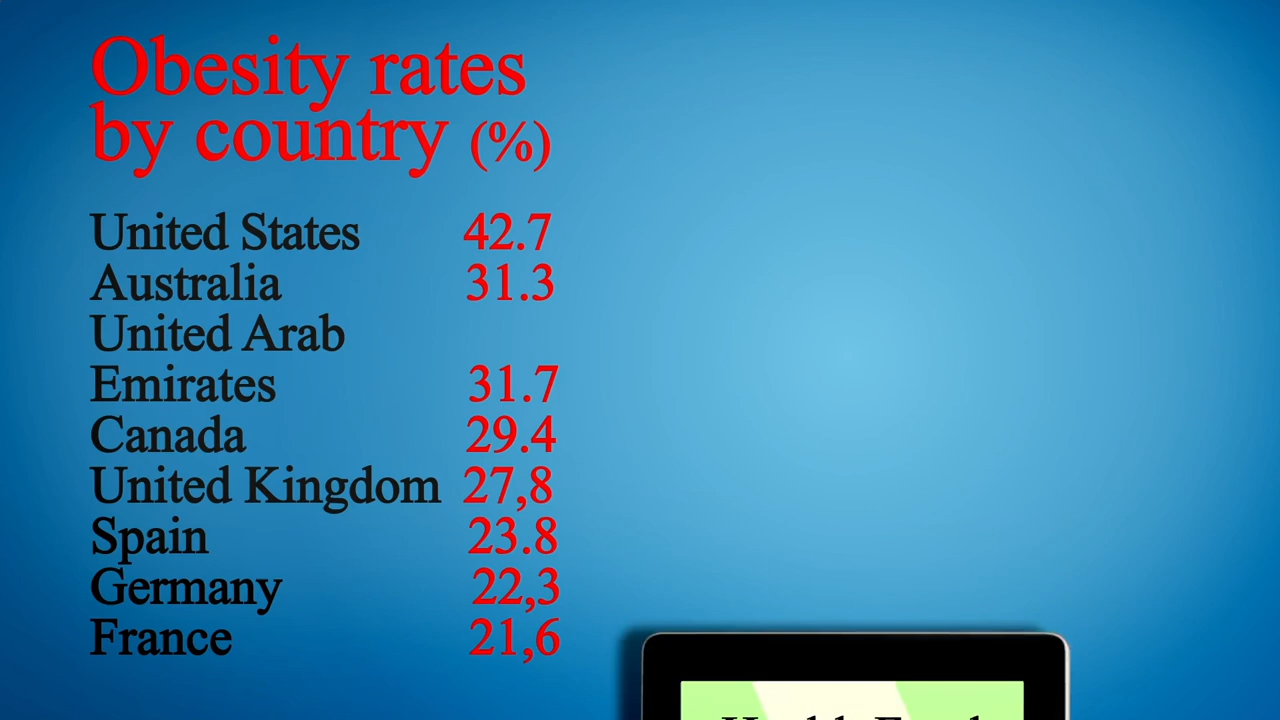 Obesity rates
by country (%)
United States 42.7
Australia 31.3
United Arab
Emirates 31.7
Canada 29.4
United Kingdom 27,8
Spain 23.8
Germany 22,3
France 21,6